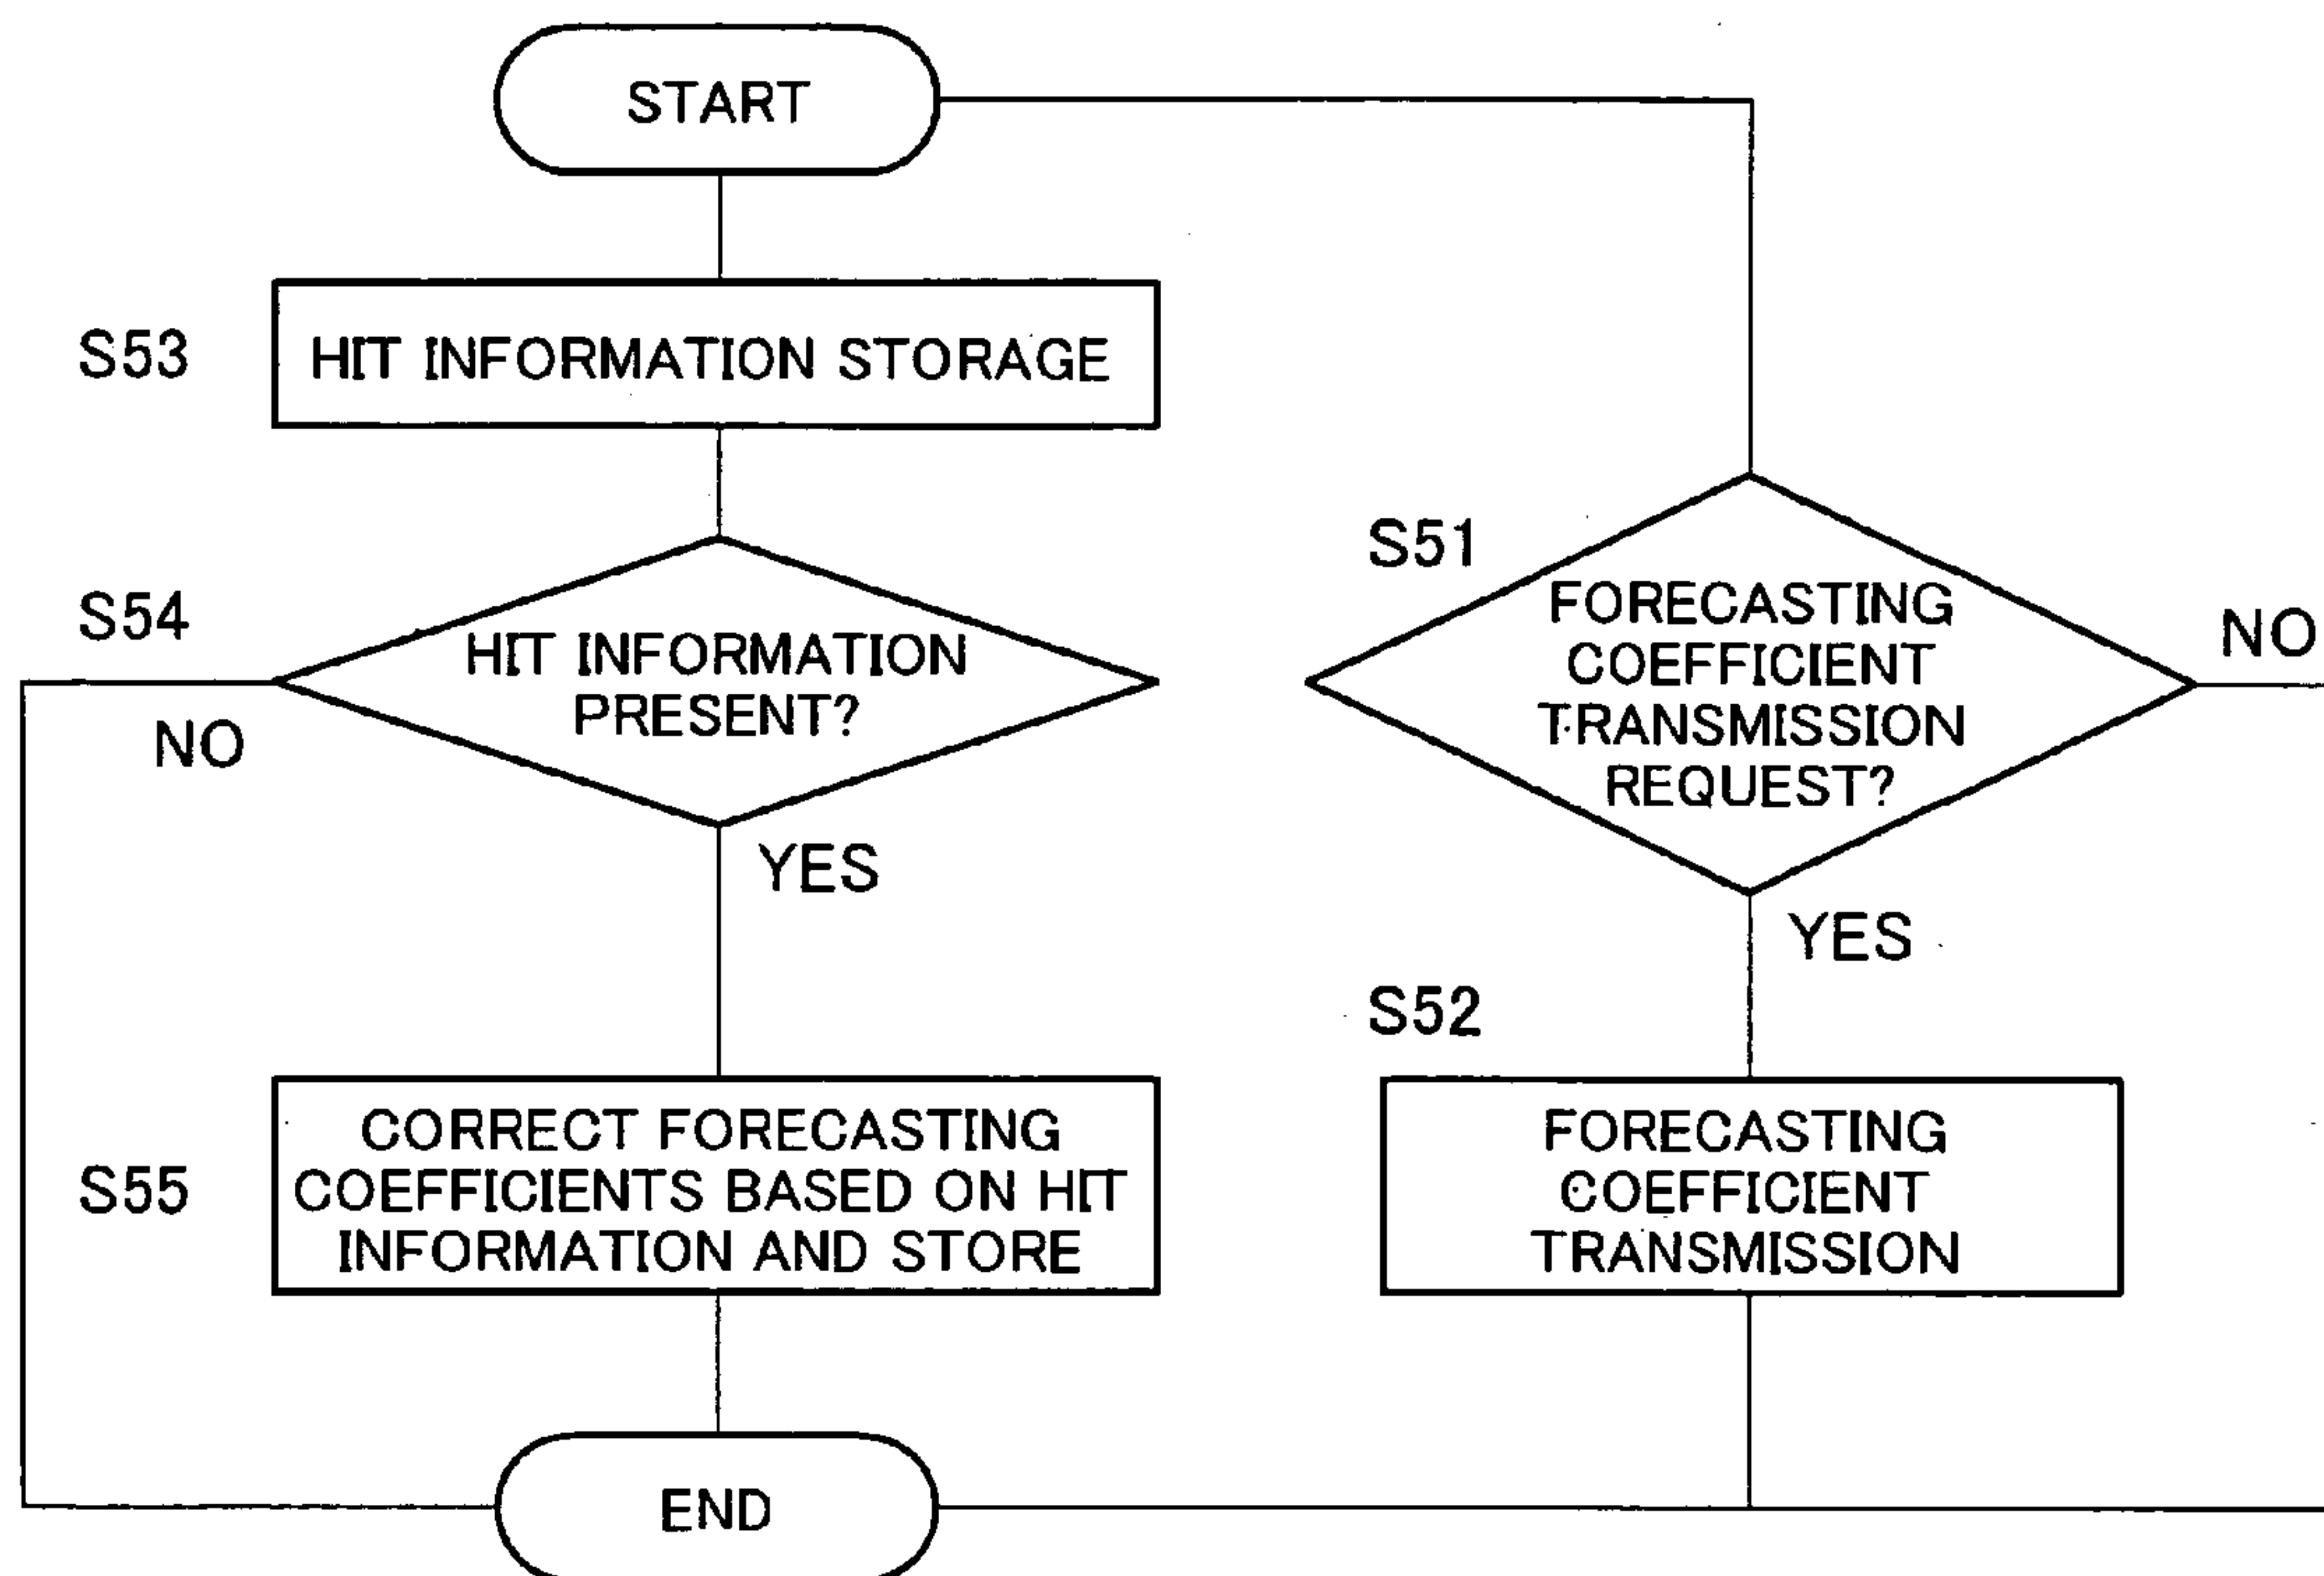 START
S53
HIT INFORMATION STORAGE
S54
HIT INFORMATION
PRESENT?
NO
YES
S55
CORRECT FORECASTING
COEFFICIENTS BASED ON HIT
INFORMATION AND STORE
END
S51
FORECASTING
COEFFICIENT
TRANSMISSION
REQUEST?
NO
YES
S52
FORECASTING
COEFFICIENT
TRANSMISSION